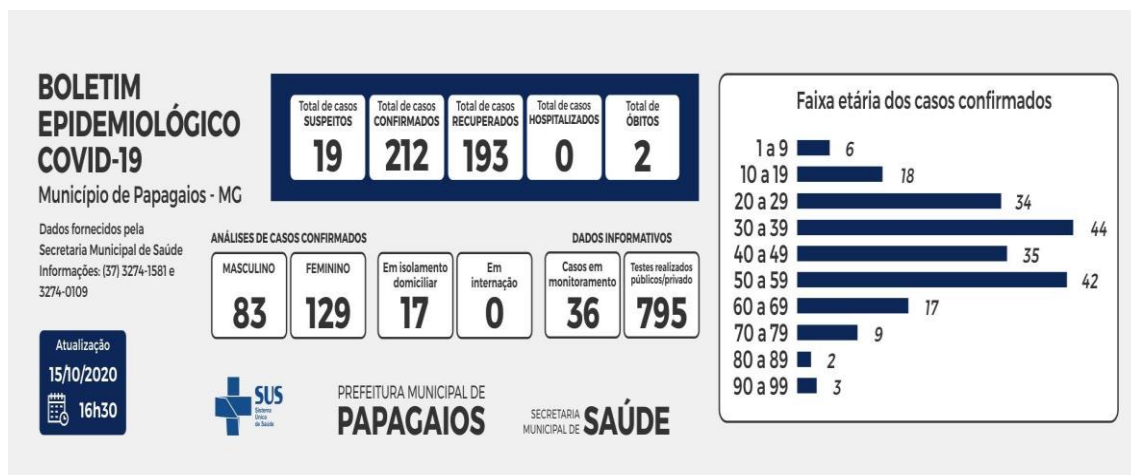 BOLETIM
EPIDEMIOLÓGICO
COVID-19
Município de Papagaios - MG
Dados fornecidos pela
Secretaria Municipal de Saúde
Informações: (37) 3274-1581 e
3274-0109
Atualização
15/10/2020
16h30
Total de casos
SUSPEITOS
19
Total de casos
CONFIRMADOS
212
Total de casos
RECUPERADOS
193
Total de casos
HOSPITALIZADOS
0
Total de
ÓBITOS
2
ANÁLISES DE CASOS CONFIRMADOS
MASCULINO
83
FEMININO
129
Em isolamento
domiciliar
17
Em
internação
0
DADOS INFORMATIVOS
Casos em
monitoramento
36
Testes realizados
públicos/privado
795
SUS
Sistema
Único
de Saúde
PREFEITURA MUNICIPAL DE
PAPAGAIOS
SECRETARIA
MUNICIPAL DE SAÚDE
Faixa etária dos casos confirmados
1 a 9 6
10 a 19 18
20 a 29 34
30 a 39 44
40 a 49 35
50 a 59 42
60 a 69 17
70 a 79 9
80 a 89 2
90 a 99 3